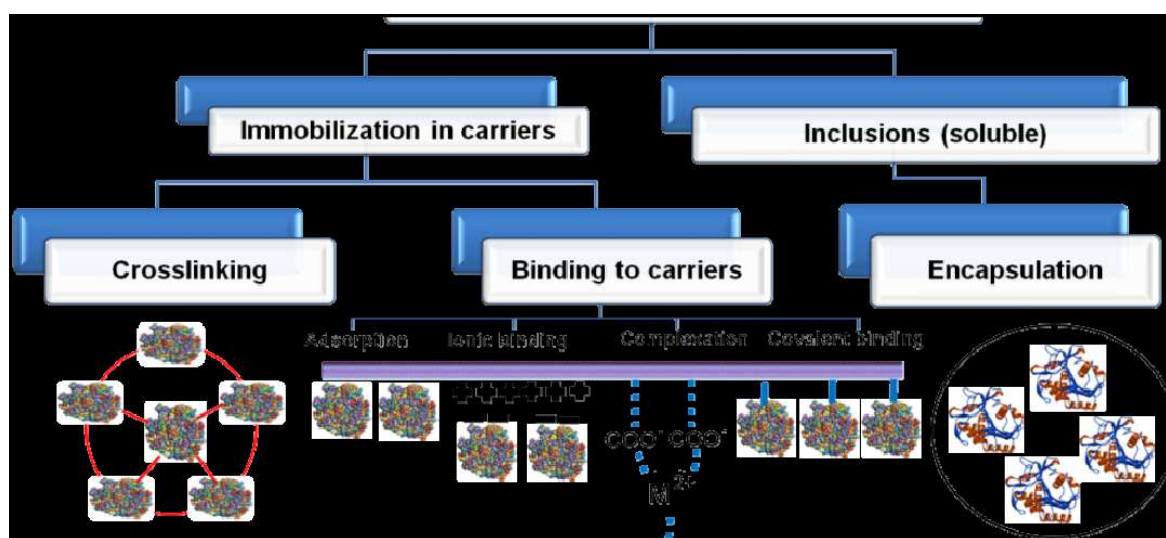 Immobilization in carriers
Inclusions (soluble)
Crosslinking
Binding to carriers
Encapsulation
Adsorption
Ionic binding
Complexation
Covalent binding
++++++
COO⁻ COO⁻
M²⁺